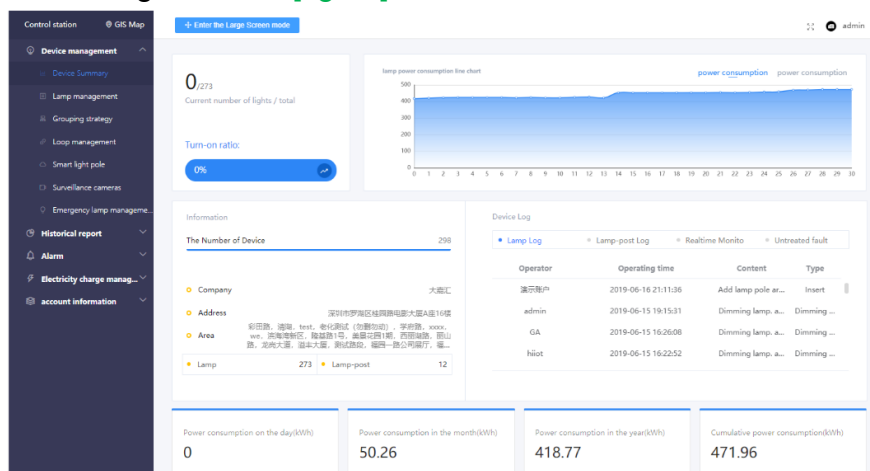 Control station
GIS Map
Enter the Large Screen mode
admin
Device management
Device Summary
Lamp management
Grouping strategy
Loop management
Smart light pole
Surveillance cameras
Emergency lamp manageme...
Historical report
Alarm
Electricity charge manag...
account information
0/273
Current number of lights / total
Turn-on ratio:
0%
lamp power consumption line chart
power consumption power consumption
500
400
300
200
100
0
0 1 2 3 4 5 6 7 8 9 10 11 12 13 14 15 16 17 18 19 20 21 22 23 24 25 26 27 28 29 30
Information
The Number of Device 298
Company
Address 深圳市罗湖区桂园路电影大厦A座16楼
Area
Lamp 273 Lamp-post 12
Device Log
Lamp Log Lamp-post Log Realtime Monito Untreated fault
Operator Operating time Content Type
演示账户 2019-06-16 21:11:36 Add lamp pole ar... Insert
admin 2019-06-15 19:15:31 Dimming lamp. a... Dimming ...
GA 2019-06-15 16:26:08 Dimming lamp. a... Dimming ...
hiiot 2019-06-15 16:22:52 Dimming lamp. a... Dimming ...
Power consumption on the day(kWh)
0
Power consumption in the month(kWh)
50.26
Power consumption in the year(kWh)
418.77
Cumulative power consumption(kWh)
471.96